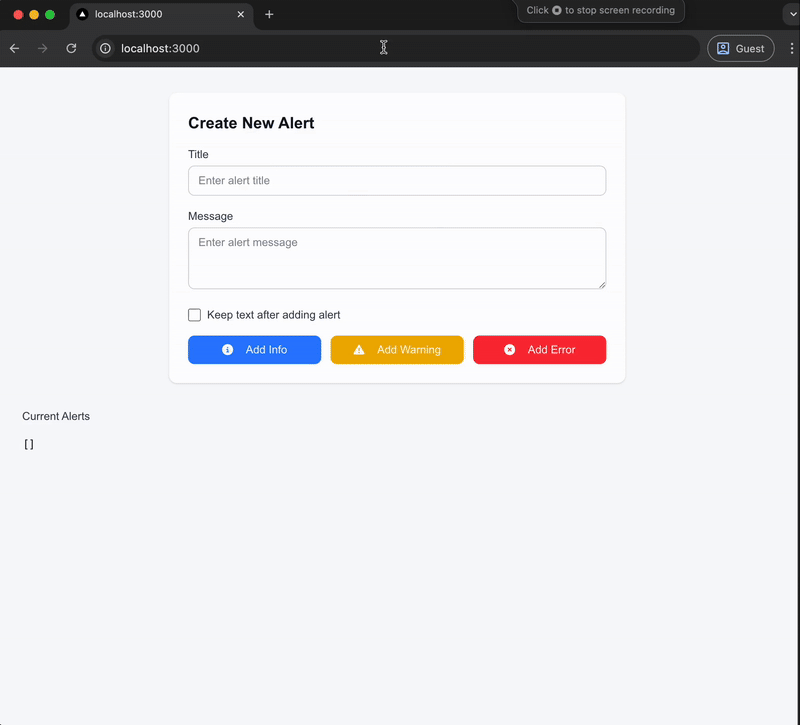 localhost:3000
Click to stop screen recording
localhost:3000
Guest
Create New Alert
Title
Enter alert title
Message
Enter alert message
Keep text after adding alert
Add Info
Add Warning
Add Error
Current Alerts
[]